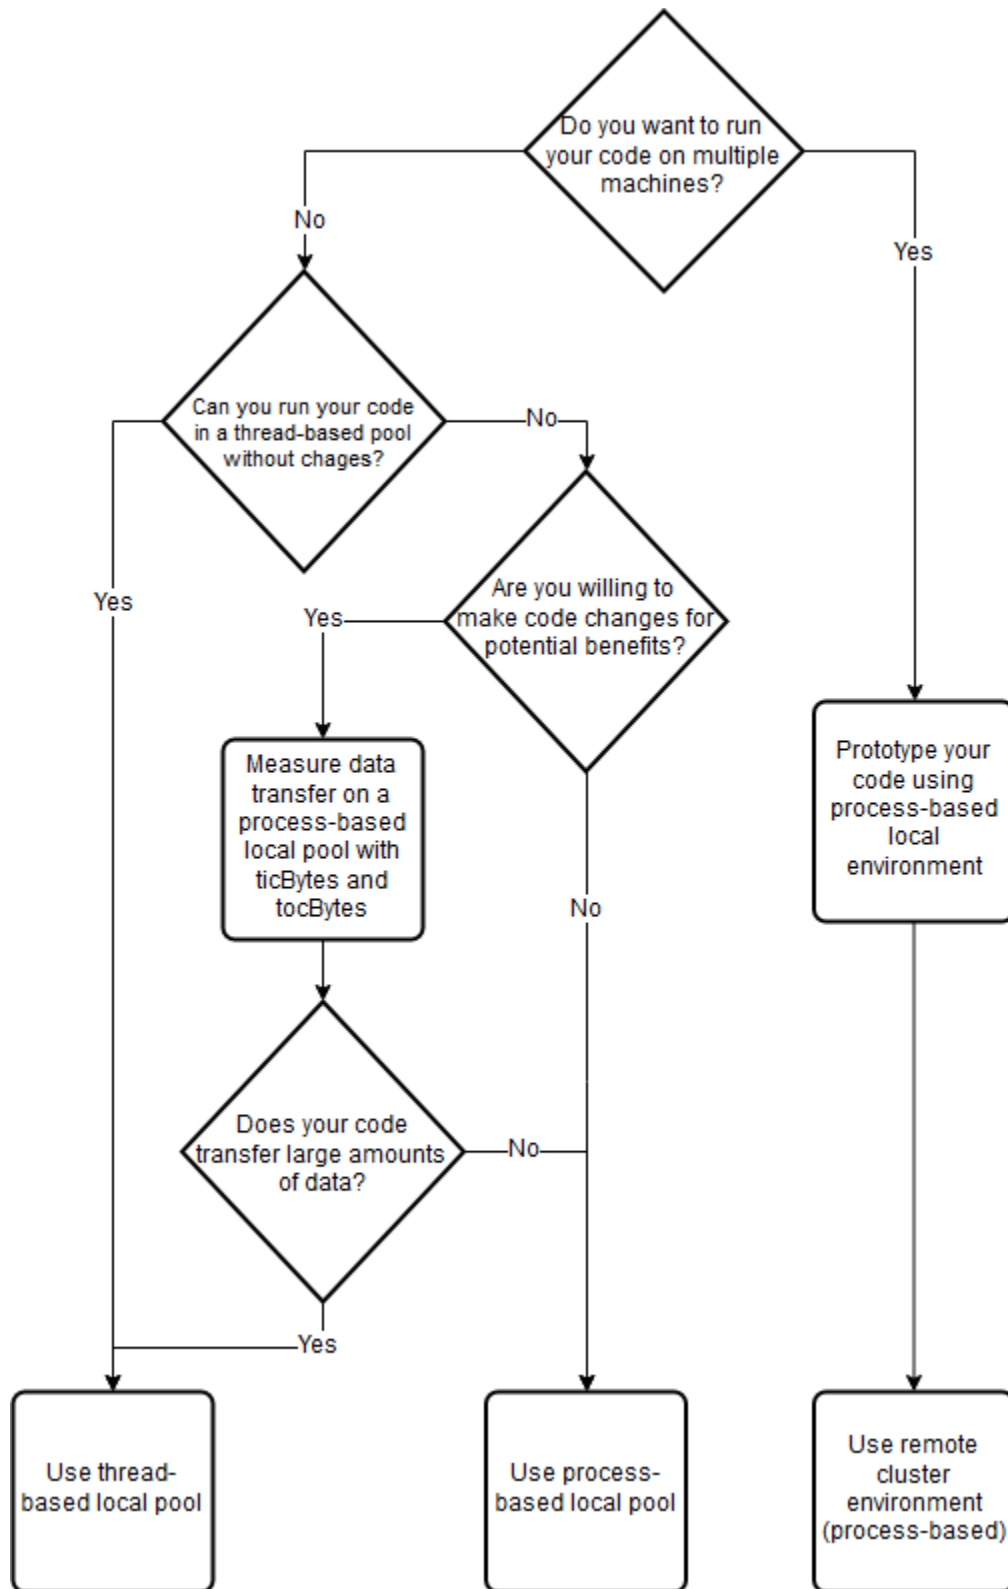 Do you want to run
your code on multiple
machines?
No
Yes
Can you run your code
in a thread-based pool
without chages?
No
Yes
Are you willing to
make code changes for
potential benefits?
Yes
Measure data
transfer on a
process-based
local pool with
ticBytes and
tocBytes
Prototype your
code using
process-based
local
environment
No
Does your code
transfer large amounts
of data?
No
Yes
Use thread-
based local pool
Use process-
based local pool
Use remote
cluster
environment
(process-based)